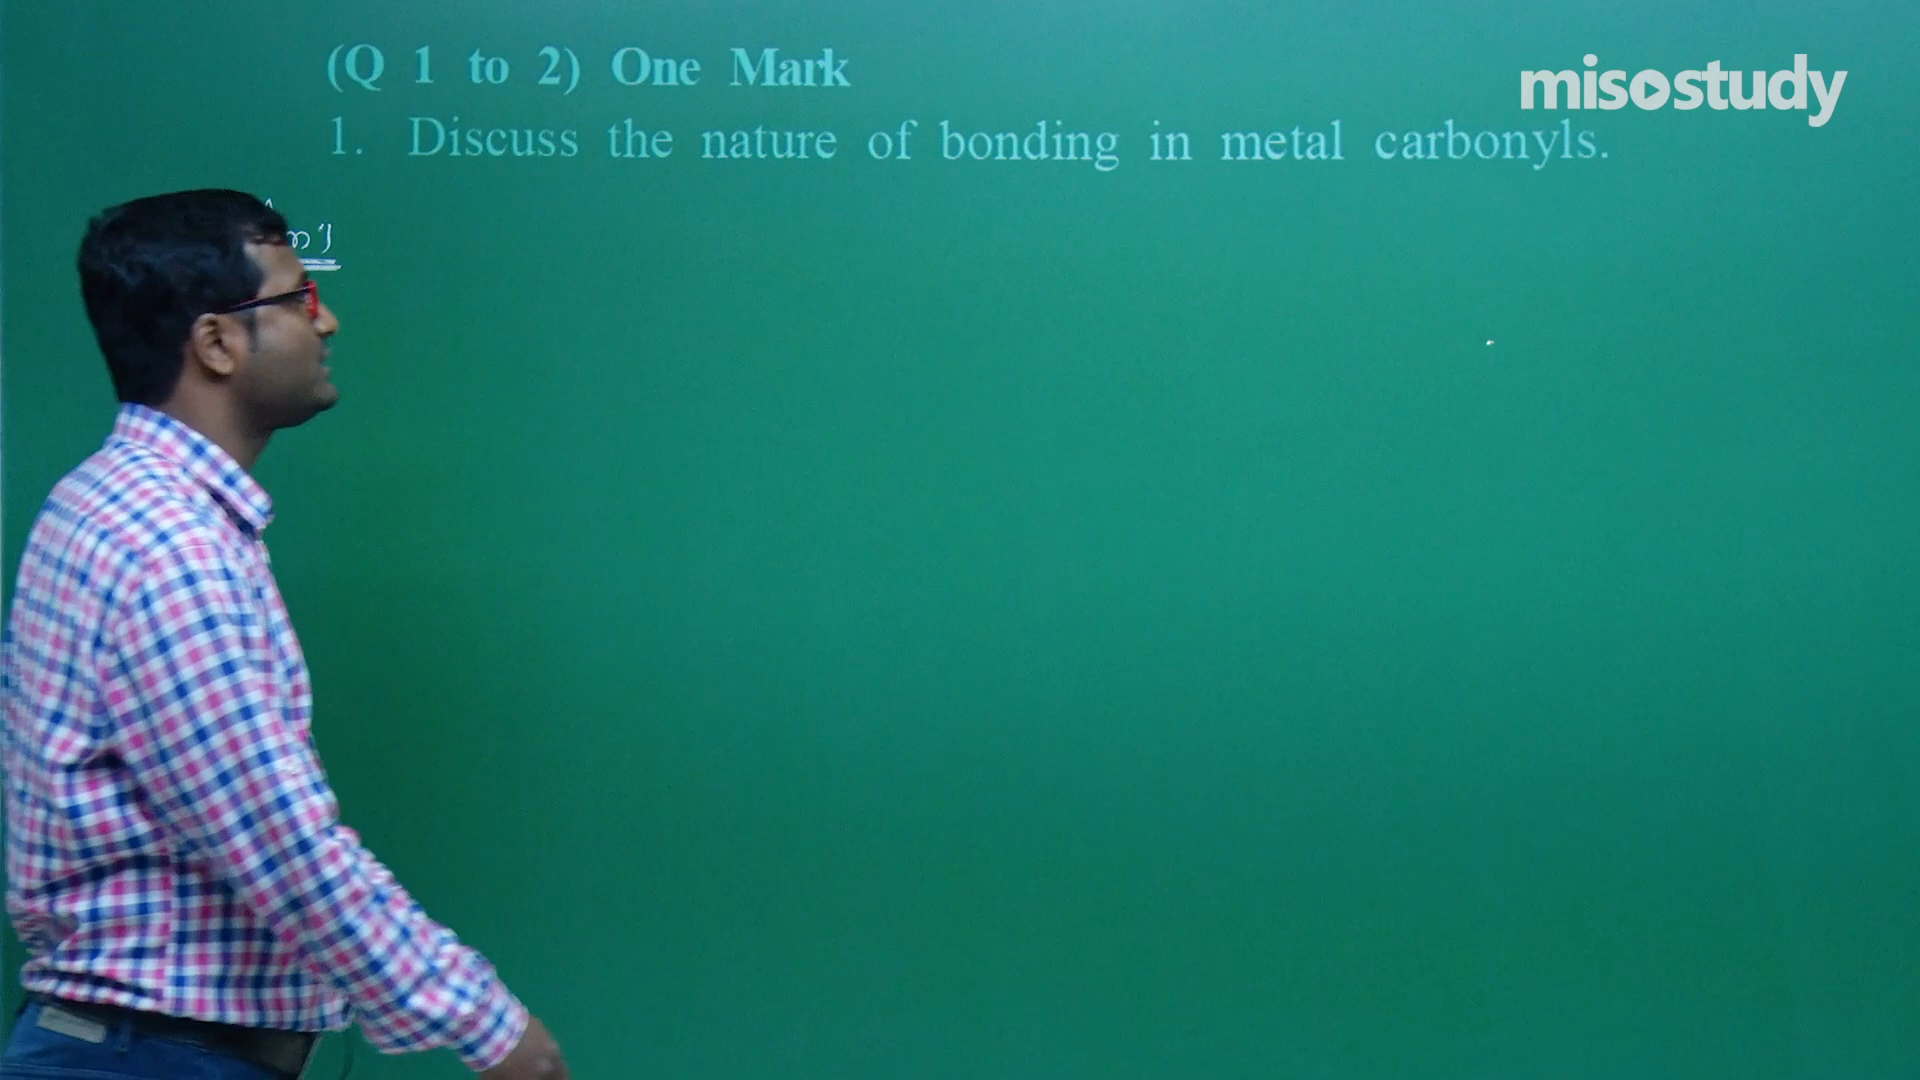 misostudy
(Q 1 to 2) One Mark
1. Discuss the nature of bonding in metal carbonyls.